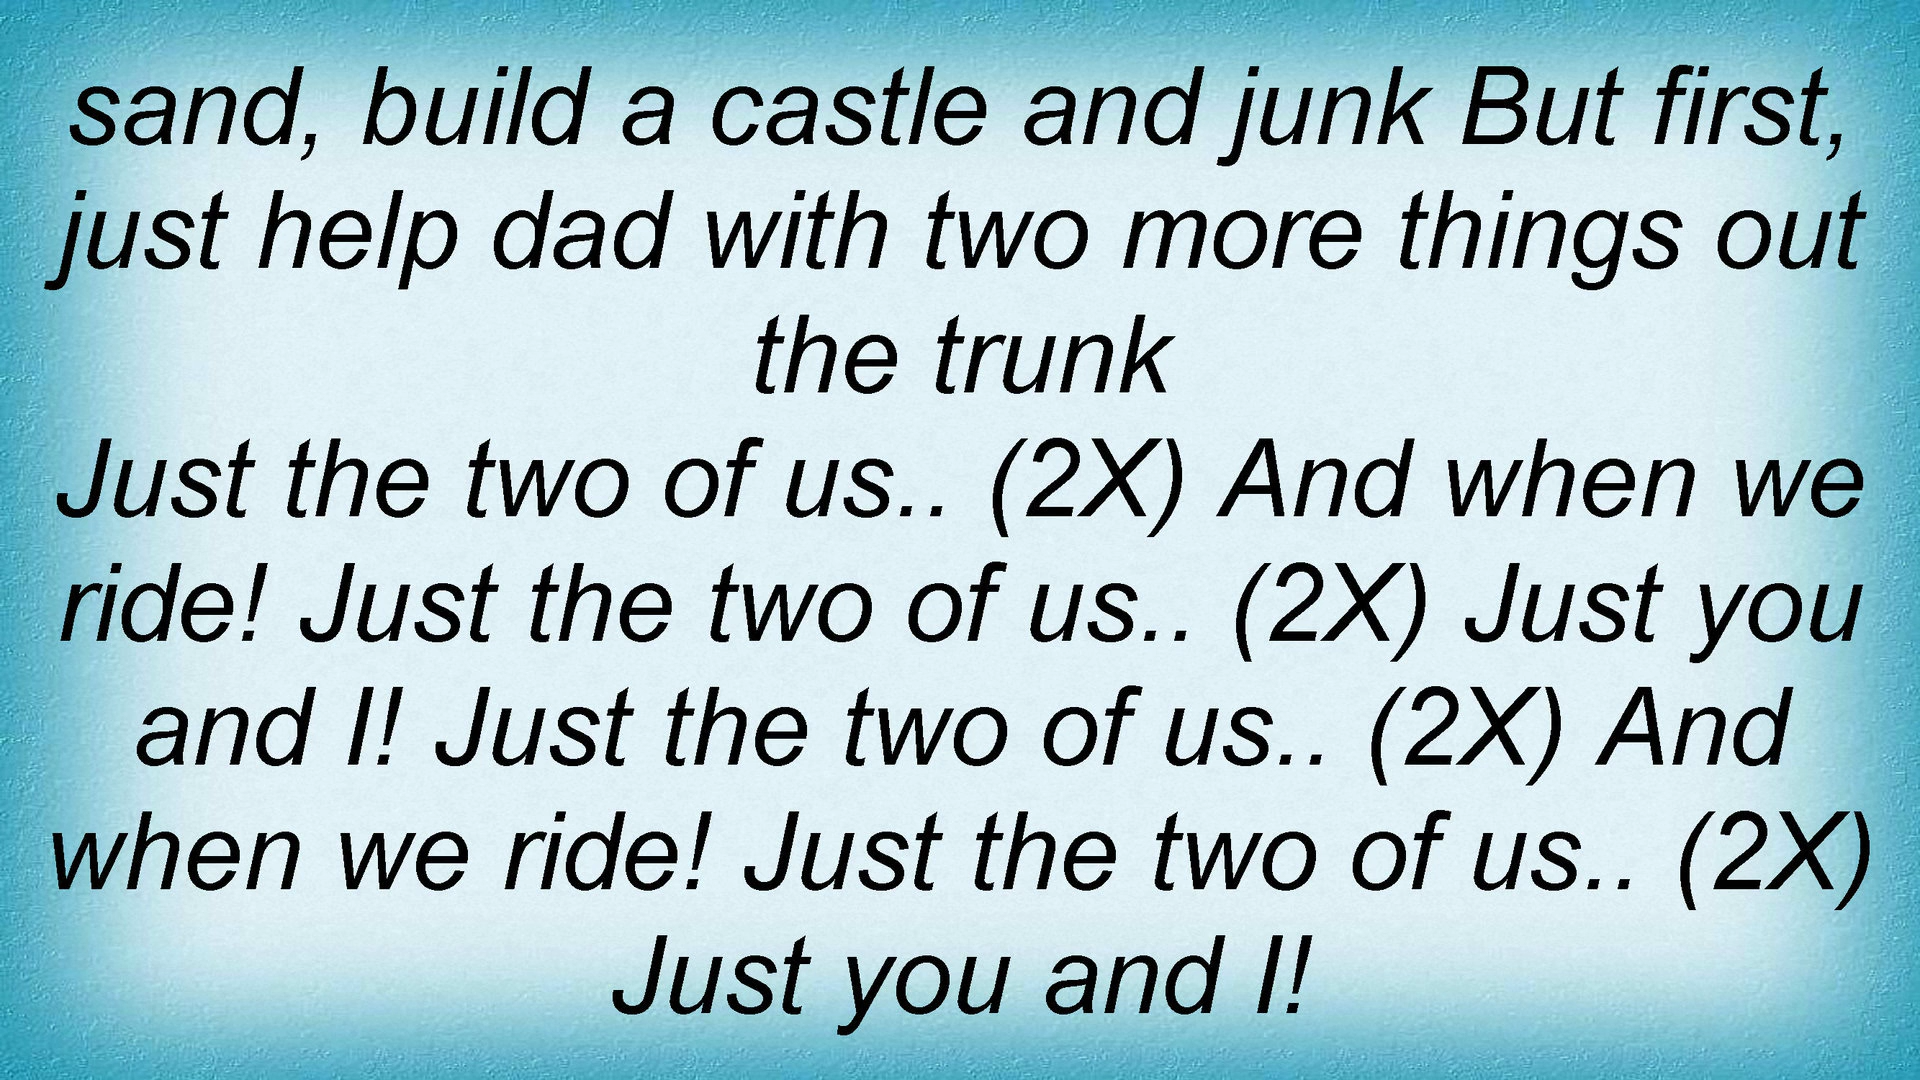 sand, build a castle and junk But first,
just help dad with two more things out
the trunk
Just the two of us.. (2X) And when we
ride! Just the two of us.. (2X) Just you
and I! Just the two of us.. (2X) And
when we ride! Just the two of us.. (2X)
Just you and I!